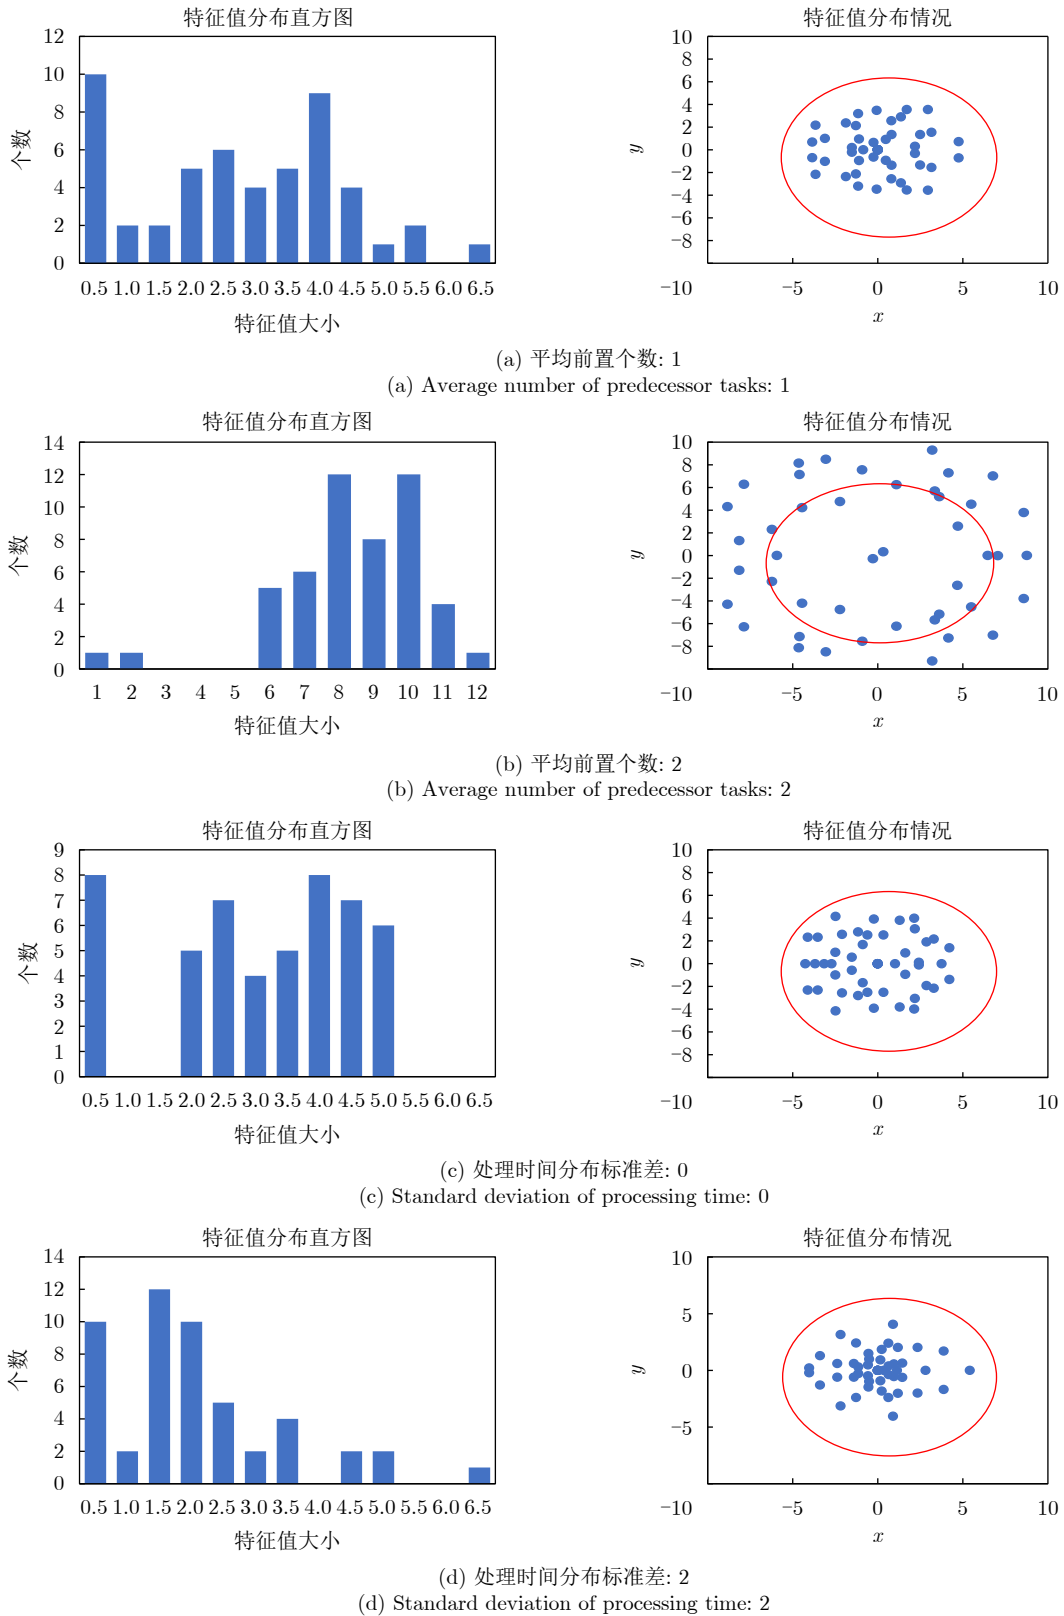 特征值分布直方图
12
10
8
6
4
2
0
个数
0.5 1.0 1.5 2.0 2.5 3.0 3.5 4.0 4.5 5.0 5.5 6.0 6.5
特征值大小
特征值分布情况
10
8
6
4
2
0
−2
−4
−6
−8
y
−10 −5 0 5 10
x
(a) 平均前置个数: 1
(a) Average number of predecessor tasks: 1
特征值分布直方图
14
12
10
8
6
4
2
0
个数
1 2 3 4 5 6 7 8 9 10 11 12
特征值大小
特征值分布情况
10
8
6
4
2
0
−2
−4
−6
−8
y
−10 −5 0 5 10
x
(b) 平均前置个数: 2
(b) Average number of predecessor tasks: 2
特征值分布直方图
9
8
7
6
5
4
3
2
1
0
个数
0.5 1.0 1.5 2.0 2.5 3.0 3.5 4.0 4.5 5.0 5.5 6.0 6.5
特征值大小
特征值分布情况
10
8
6
4
2
0
−2
−4
−6
−8
y
−10 −5 0 5 10
x
(c) 处理时间分布标准差: 0
(c) Standard deviation of processing time: 0
特征值分布直方图
14
12
10
8
6
4
2
0
个数
0.5 1.0 1.5 2.0 2.5 3.0 3.5 4.0 4.5 5.0 5.5 6.0 6.5
特征值大小
特征值分布情况
10
5
0
−5
y
−10 −5 0 5 10
x
(d) 处理时间分布标准差: 2
(d) Standard deviation of processing time: 2